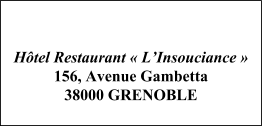 Hôtel Restaurant « L’Insouciance »
156, Avenue Gambetta
38000 GRENOBLE